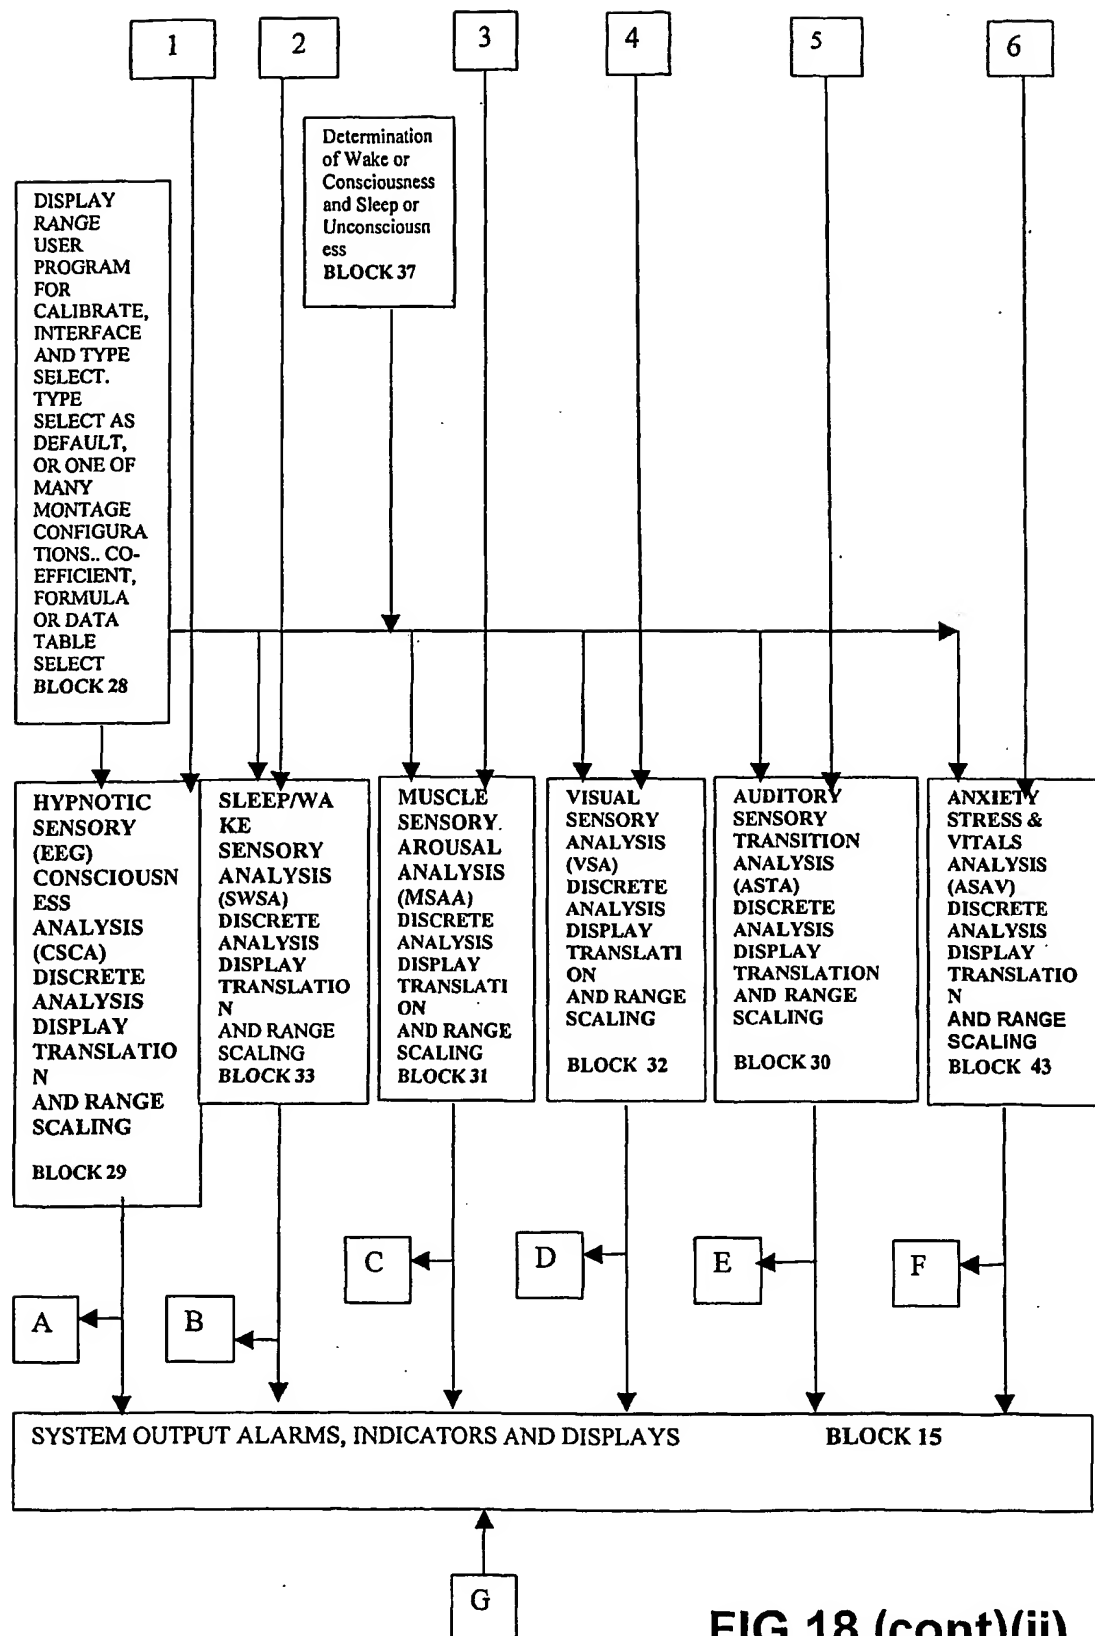 1
2
3
4
5
6
Determination
of Wake or
Consciousness
and Sleep or
Unconsciousn
ess
BLOCK 37
DISPLAY
RANGE
USER
PROGRAM
FOR
CALIBRATE,
INTERFACE
AND TYPE
SELECT.
TYPE
SELECT AS
DEFAULT,
OR ONE OF
MANY
MONTAGE
CONFIGURA
TIONS.. CO-
EFFICIENT,
FORMULA
OR DATA
TABLE
SELECT
BLOCK 28
HYPNOTIC
SENSORY
(EEG)
CONSCIOUSN
ESS
ANALYSIS
(CSCA)
DISCRETE
ANALYSIS
DISPLAY
TRANSLATIO
N
AND RANGE
SCALING
BLOCK 29
SLEEP/WA
KE
SENSORY
ANALYSIS
(SWSA)
DISCRETE
ANALYSIS
DISPLAY
TRANSLATIO
N
AND RANGE
SCALING
BLOCK 33
MUSCLE
SENSORY.
AROUSAL
ANALYSIS
(MSAA)
DISCRETE
ANALYSIS
DISPLAY
TRANSLATI
ON
AND RANGE
SCALING
BLOCK 31
VISUAL
SENSORY
ANALYSIS
(VSA)
DISCRETE
ANALYSIS
DISPLAY
TRANSLATI
ON
AND RANGE
SCALING
BLOCK 32
AUDITORY
SENSORY
TRANSITION
ANALYSIS
(ASTA)
DISCRETE
ANALYSIS
DISPLAY
TRANSLATION
AND RANGE
SCALING
BLOCK 30
ANXIETY
STRESS &
VITALS
ANALYSIS
(ASAV)
DISCRETE
ANALYSIS
DISPLAY
TRANSLATIO
N
AND RANGE
SCALING
BLOCK 43
A
B
C
D
E
F
SYSTEM OUTPUT ALARMS, INDICATORS AND DISPLAYS BLOCK 15
G
FIG 18 (cont)(ii)